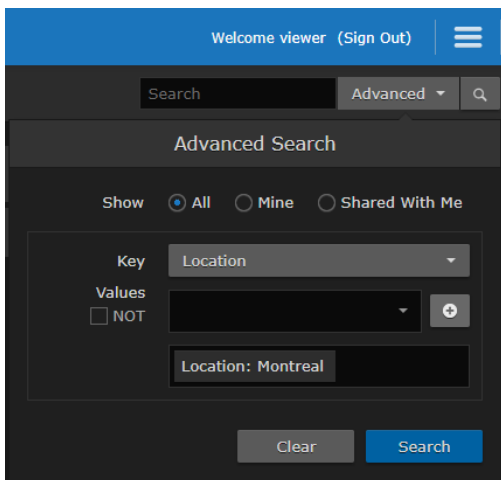 Welcome viewer (Sign Out)
Search Advanced
Advanced Search
Show All Mine Shared With Me
Key Location
Values
NOT
Location: Montreal
Clear Search